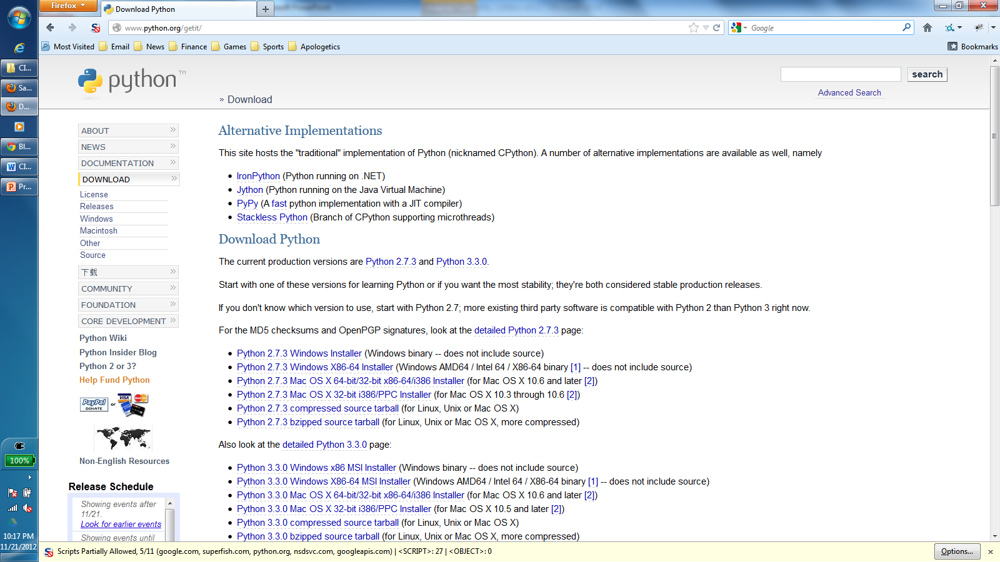 Firefox
Download Python
www.python.org/getit/
Google
Most Visited
Email
News
Finance
Games
Sports
Apologetics
Bookmarks
CI...
Sa...
D...
Bl...
CI...
Pr...
100%
10:17 PM
11/21/2012
python™
» Download
search
Advanced Search
ABOUT
NEWS
DOCUMENTATION
DOWNLOAD
License
Releases
Windows
Macintosh
Other
Source
下载
COMMUNITY
FOUNDATION
CORE DEVELOPMENT
Python Wiki
Python Insider Blog
Python 2 or 3?
Help Fund Python
PayPal
DONATE
or
VISA
MasterCard
Non-English Resources
Release Schedule
Showing events after
11/21.
Look for earlier events
Showing events until
Alternative Implementations
This site hosts the "traditional" implementation of Python (nicknamed CPython). A number of alternative implementations are available as well, namely
IronPython (Python running on .NET)
Jython (Python running on the Java Virtual Machine)
PyPy (A fast python implementation with a JIT compiler)
Stackless Python (Branch of CPython supporting microthreads)
Download Python
The current production versions are Python 2.7.3 and Python 3.3.0.
Start with one of these versions for learning Python or if you want the most stability; they're both considered stable production releases.
If you don't know which version to use, start with Python 2.7; more existing third party software is compatible with Python 2 than Python 3 right now.
For the MD5 checksums and OpenPGP signatures, look at the detailed Python 2.7.3 page:
Python 2.7.3 Windows Installer (Windows binary -- does not include source)
Python 2.7.3 Windows X86-64 Installer (Windows AMD64 / Intel 64 / X86-64 binary [1] -- does not include source)
Python 2.7.3 Mac OS X 64-bit/32-bit x86-64/i386 Installer (for Mac OS X 10.6 and later [2])
Python 2.7.3 Mac OS X 32-bit i386/PPC Installer (for Mac OS X 10.3 through 10.6 [2])
Python 2.7.3 compressed source tarball (for Linux, Unix or Mac OS X)
Python 2.7.3 bzipped source tarball (for Linux, Unix or Mac OS X, more compressed)
Also look at the detailed Python 3.3.0 page:
Python 3.3.0 Windows x86 MSI Installer (Windows binary -- does not include source)
Python 3.3.0 Windows X86-64 MSI Installer (Windows AMD64 / Intel 64 / X86-64 binary [1] -- does not include source)
Python 3.3.0 Mac OS X 64-bit/32-bit x86-64/i386 Installer (for Mac OS X 10.6 and later [2])
Python 3.3.0 Mac OS X 32-bit i386/PPC Installer (for Mac OS X 10.5 and later [2])
Python 3.3.0 compressed source tarball (for Linux, Unix or Mac OS X)
Python 3.3.0 bzipped source tarball (for Linux, Unix or Mac OS X, more compressed)
Scripts Partially Allowed, 5/11 (google.com, superfish.com, python.org, nsdsvc.com, googleapis.com) | <SCRIPT>: 27 | <OBJECT>: 0
Options...